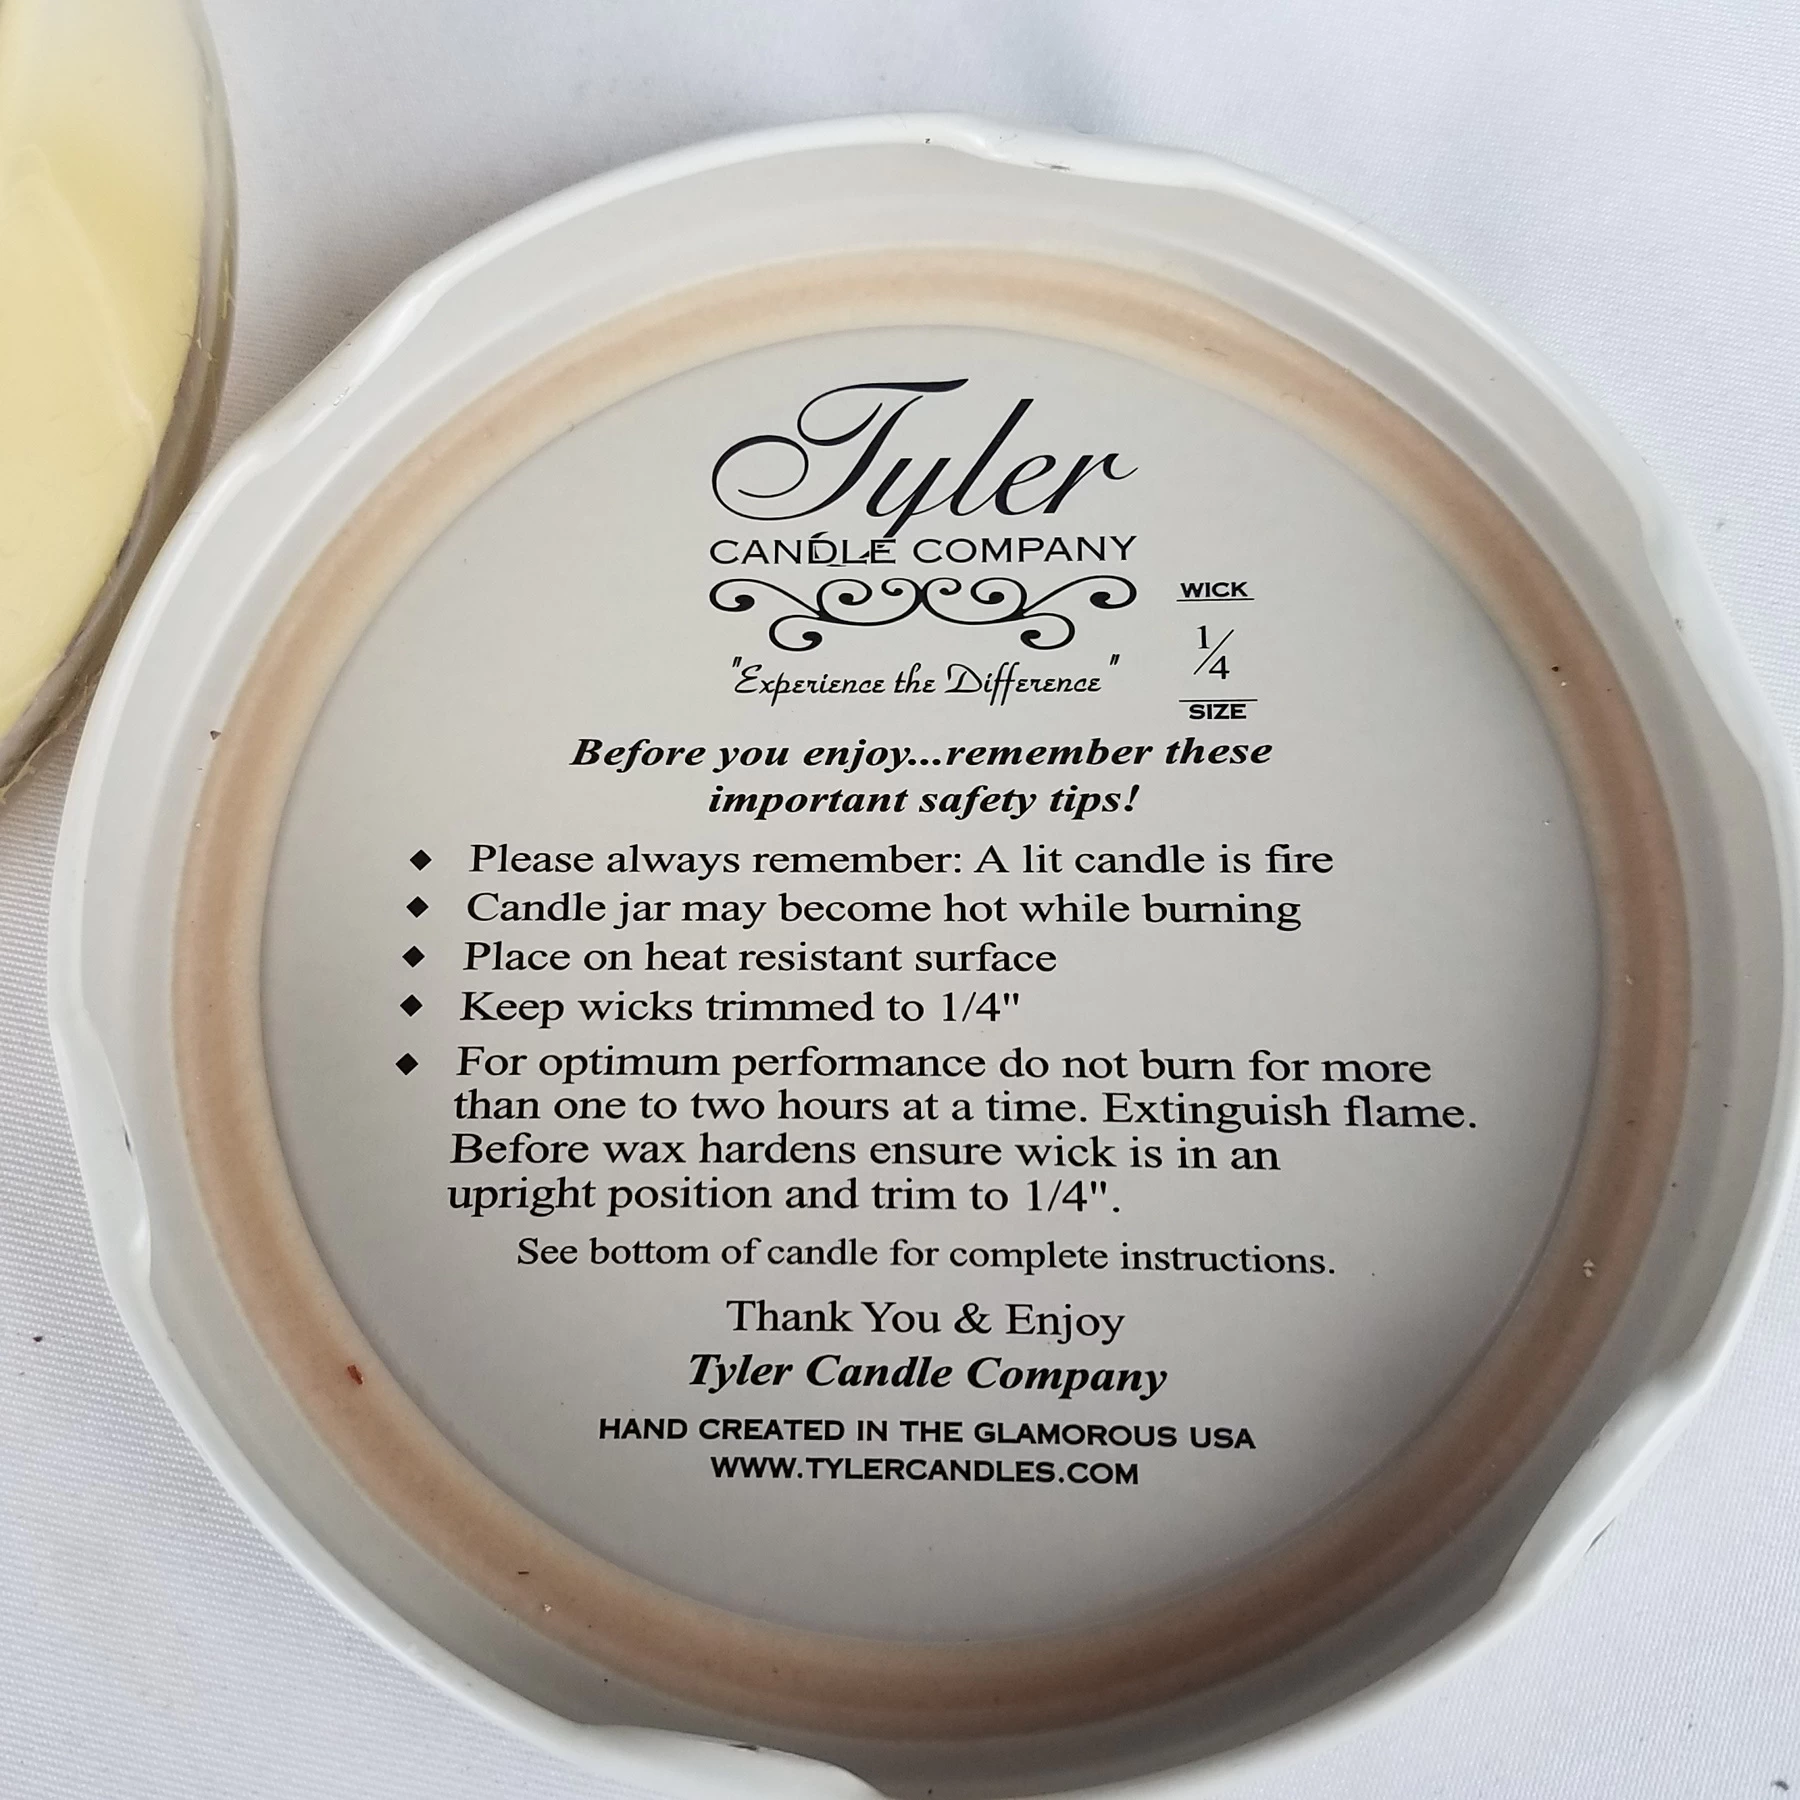 Tyler
CANDLE COMPANY
"Experience the Difference"
WICK
1/4
SIZE
Before you enjoy...remember these
important safety tips!
◆ Please always remember: A lit candle is fire
◆ Candle jar may become hot while burning
◆ Place on heat resistant surface
◆ Keep wicks trimmed to 1/4"
◆ For optimum performance do not burn for more
than one to two hours at a time. Extinguish flame.
Before wax hardens ensure wick is in an
upright position and trim to 1/4".
See bottom of candle for complete instructions.
Thank You & Enjoy
Tyler Candle Company
HAND CREATED IN THE GLAMOROUS USA
WWW.TYLERCANDLES.COM